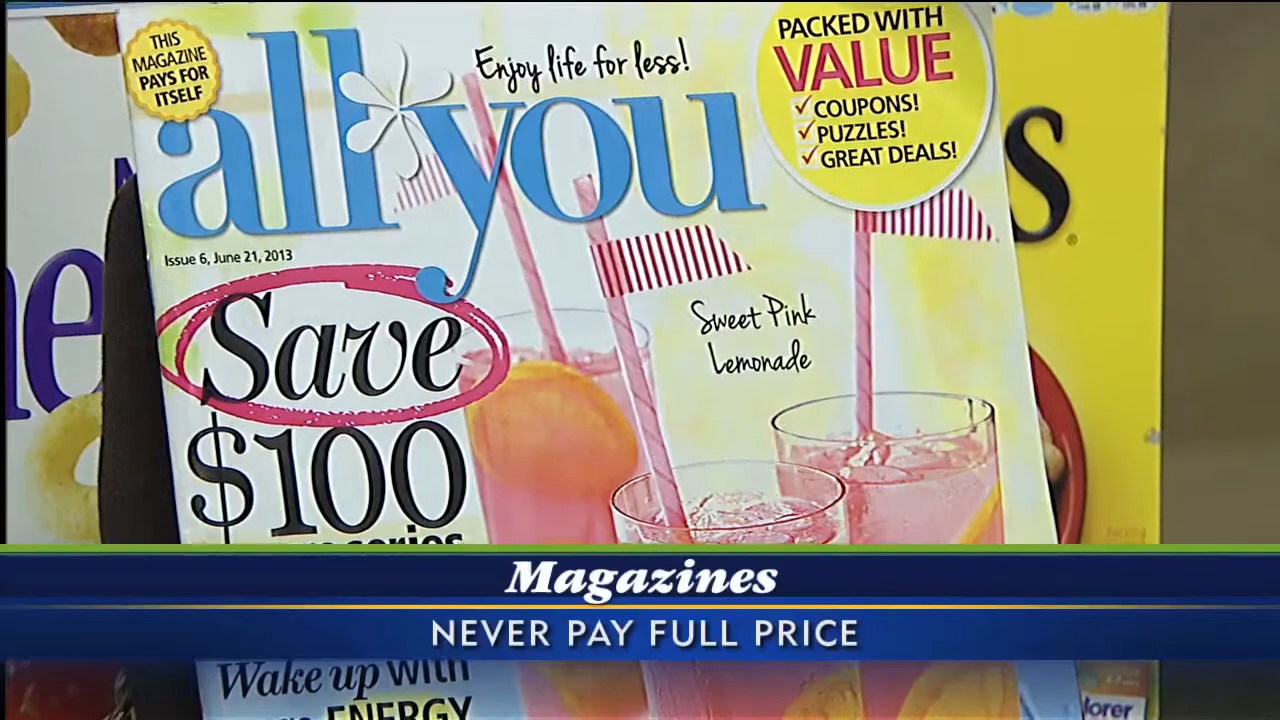 THIS
MAGAZINE
PAYS FOR
ITSELF
all you
Enjoy life for less!
PACKED WITH
VALUE
COUPONS!
PUZZLES!
GREAT DEALS!
Issue 6, June 21, 2013
Save
$100
Sweet Pink
Lemonade
Magazines
NEVER PAY FULL PRICE
Wake up with
ENERGY